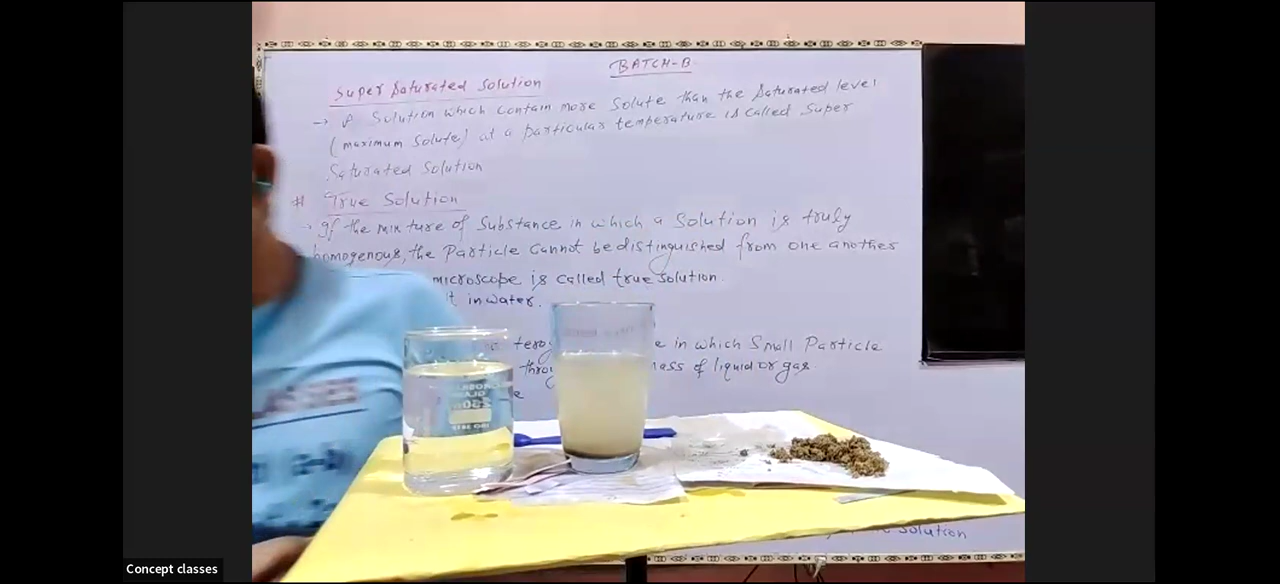 BATCH-B
Super Saturated Solution
→ A Solution which contain more Solute than the Saturated level
(maximum Solute) at a particular temperature is called Super
Saturated Solution
# True Solution
→ If the mixture of Substance in which a Solution is truly
homogenous, the Particle Cannot be distinguished from one another
microscope is called true Solution.
in water.
in which Small Particle
of liquid or gas
Solution
Concept classes